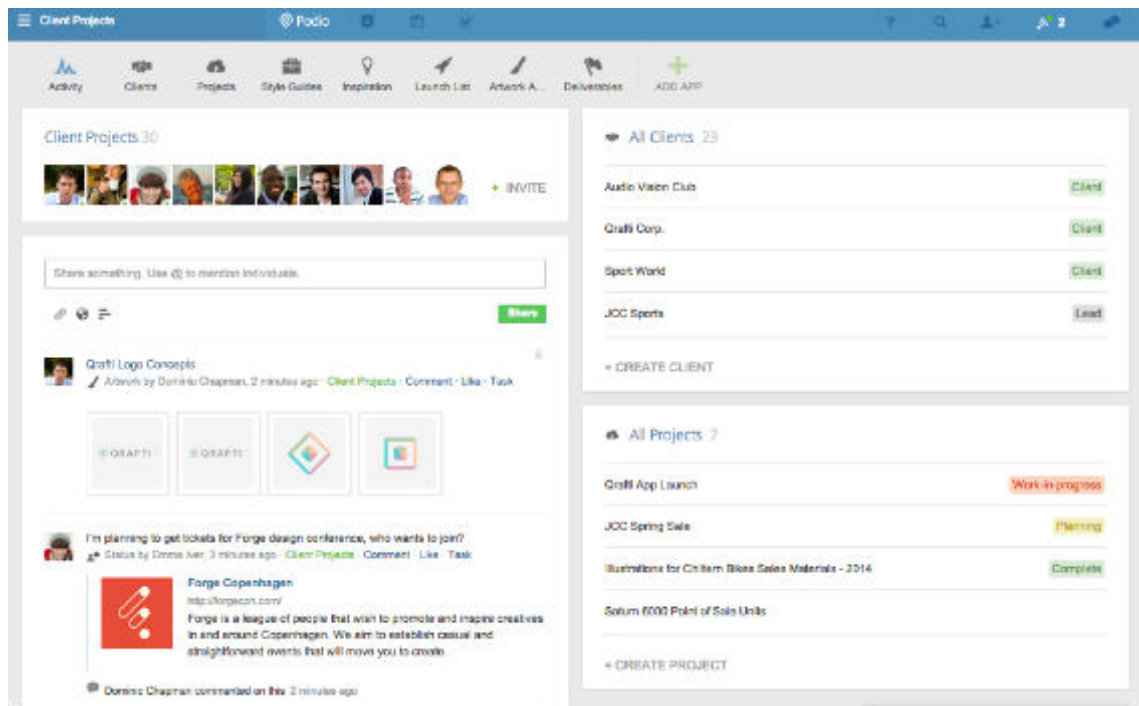 Client Projects
Podio
? 2
Activity Clients Projects Style Guides Inspiration Launch List Artwork A... Deliverables ADD APP
Client Projects 30
+ INVITE
Share something. Use @ to mention individuals.
Share
Qrafti Logo Concepts
Artwork by Dominic Chapman, 2 minutes ago · Client Projects · Comment · Like · Task
QRAFTI QRAFTI
I'm planning to get tickets for Forge design conference, who wants to join?
Status by Emma Iver, 3 minutes ago · Client Projects · Comment · Like · Task
Forge Copenhagen
http://forgecph.com/
Forge is a league of people that wish to promote and inspire creatives
in and around Copenhagen. We aim to establish casual and
straightforward events that will move you to create.
Dominic Chapman commented on this 2 minutes ago
All Clients 23
Audio Vision Club Client
Qrafti Corp. Client
Sport World Client
JCC Sports Lead
+ CREATE CLIENT
All Projects 7
Qrafti App Launch Work-in-progress
JCC Spring Sale Planning
Illustrations for Chiltern Bikes Sales Materials - 2014 Complete
Saturn 6000 Point of Sale Units
+ CREATE PROJECT